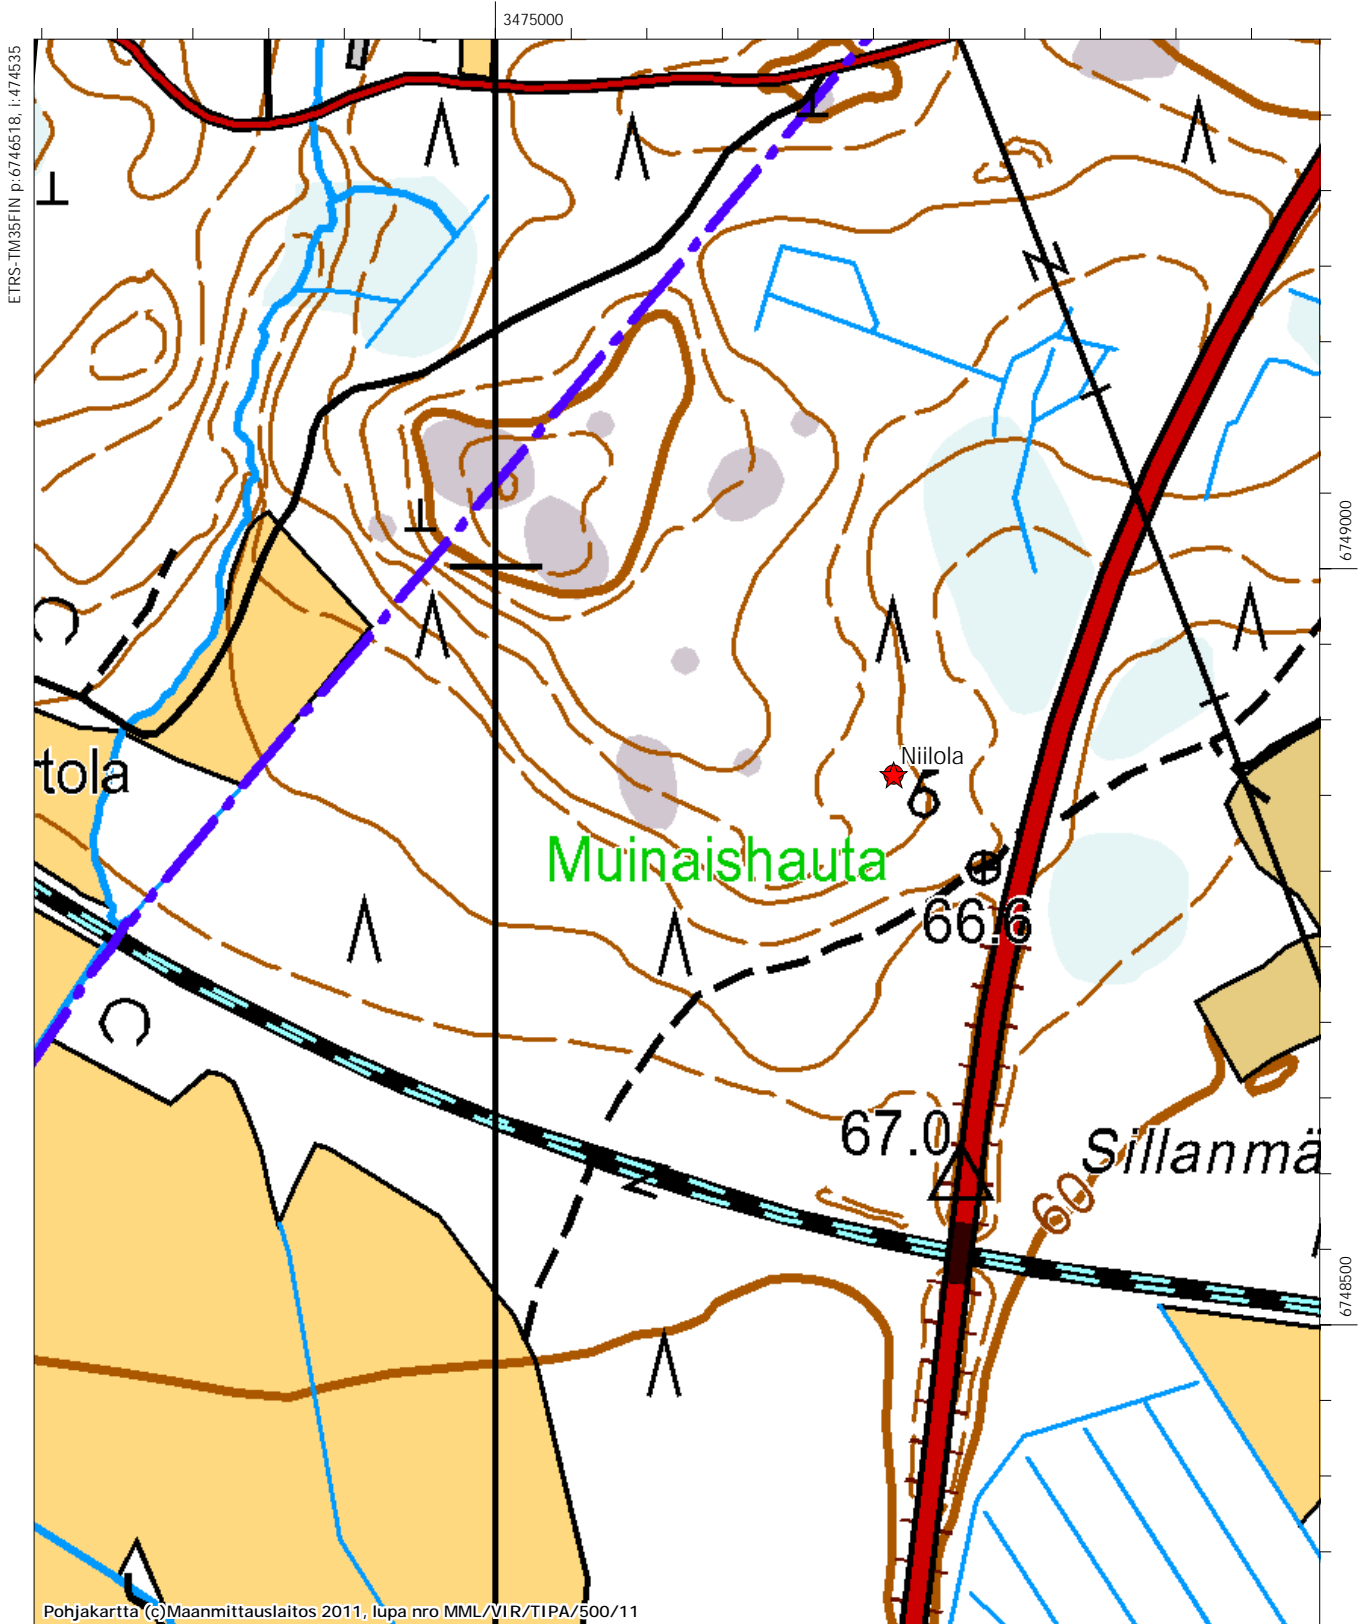 3475000
ETRS-TM35FIN p:6746518, i:474535
6749000
tola
Niilola
6
Muinaishauta
66.6
67.0
Sillanmä
60
6748500
Pohjakartta (c)Maanmittauslaitos 2011, lupa nro MML/VIR/TIPA/500/11